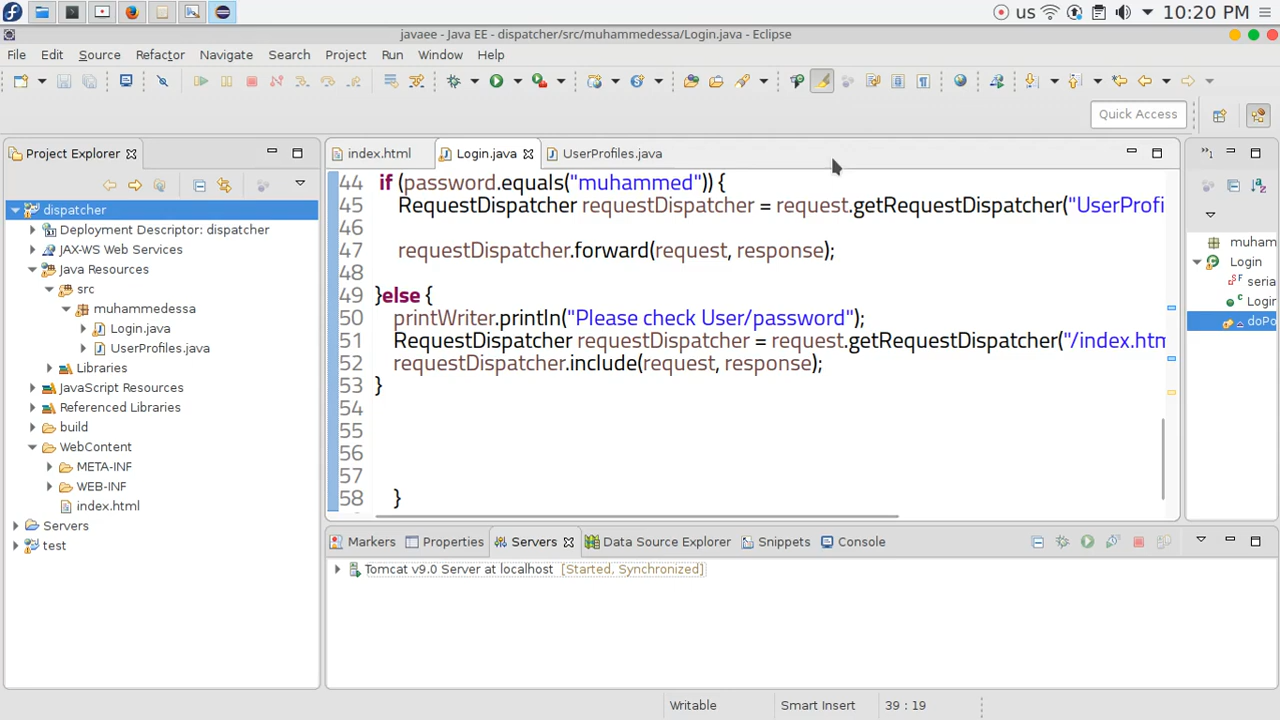 us
10:20 PM
javaee - Java EE - dispatcher/src/muhammedessa/Login.java - Eclipse
File Edit Source Refactor Navigate Search Project Run Window Help
Quick Access
Project Explorer
index.html
Login.java
UserProfiles.java
dispatcher
Deployment Descriptor: dispatcher
JAX-WS Web Services
Java Resources
src
muhammedessa
Login.java
UserProfiles.java
Libraries
JavaScript Resources
Referenced Libraries
build
WebContent
META-INF
WEB-INF
index.html
Servers
test
44 if (password.equals("muhammed")) {
45 RequestDispatcher requestDispatcher = request.getRequestDispatcher("UserProfi
46
47 requestDispatcher.forward(request, response);
48
49 }else {
50 printWriter.println("Please check User/password");
51 RequestDispatcher requestDispatcher = request.getRequestDispatcher("/index.htm
52 requestDispatcher.include(request, response);
53 }
54
55
56
57
58 }
»1
muham
Login
seria
Login
doPo
Markers Properties Servers Data Source Explorer Snippets Console
Tomcat v9.0 Server at localhost [Started, Synchronized]
Writable Smart Insert 39 : 19